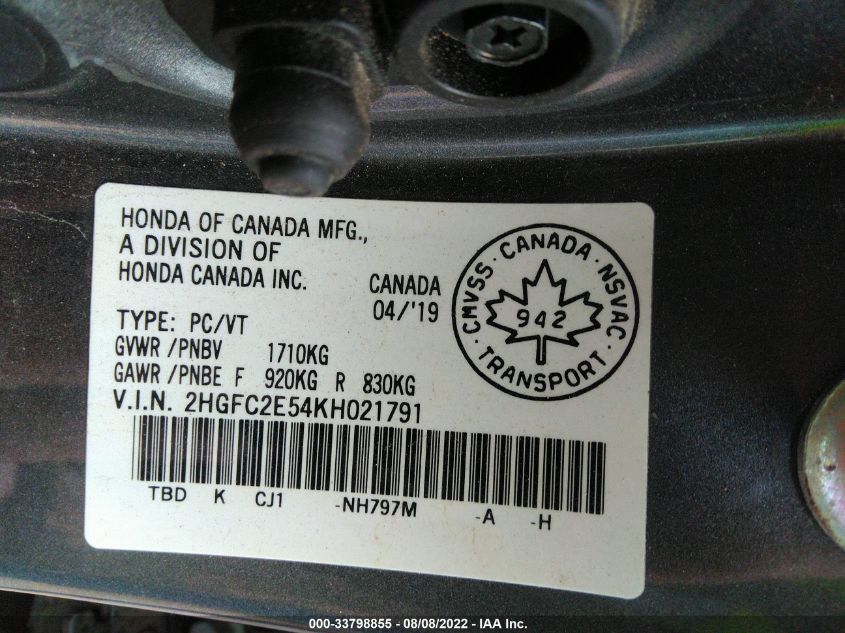 HONDA OF CANADA MFG.,
A DIVISION OF
HONDA CANADA INC.
CANADA
04/'19
TYPE: PC/VT
GVWR /PNBV 1710KG
GAWR /PNBE F 920KG R 830KG
V.I.N. 2HGFC2E54KH021791
TBD K CJ1 -NH797M -A -H
CMVSS · CANADA · NSVAC
942
· TRANSPORT ·
000-33798855 - 08/08/2022 - IAA Inc.